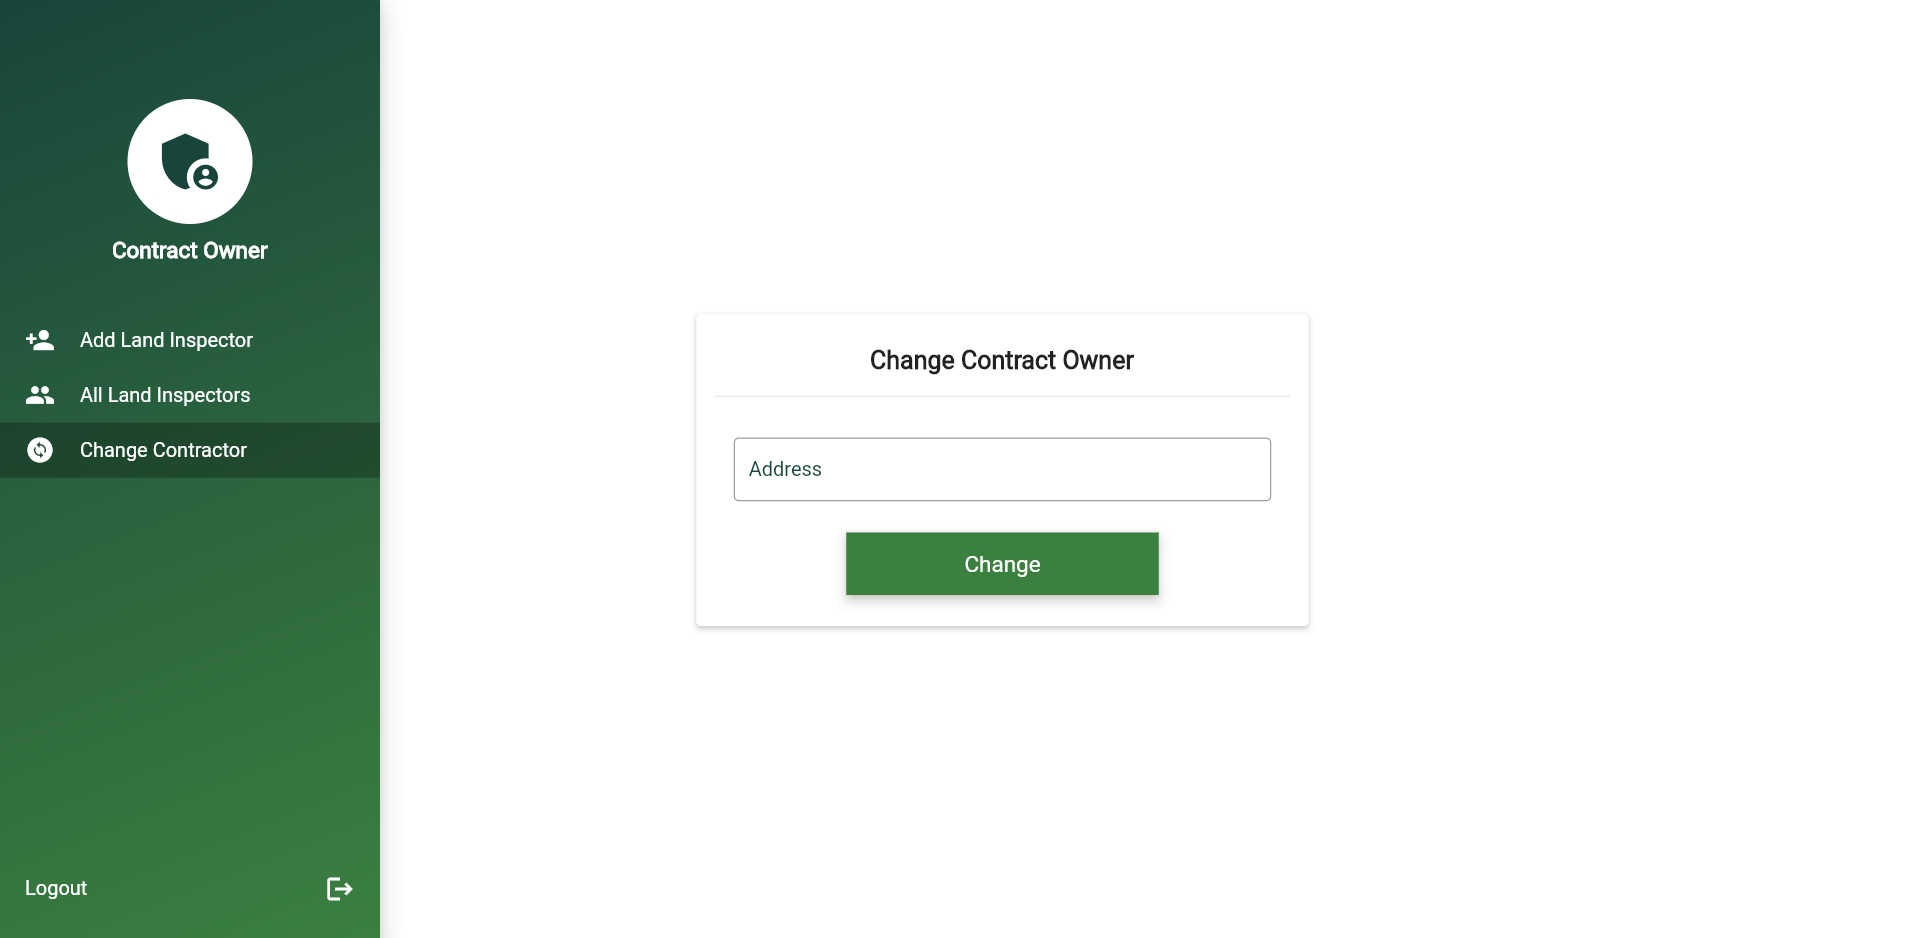 Contract Owner
Add Land Inspector
All Land Inspectors
Change Contractor
Logout
Change Contract Owner
Address
Change